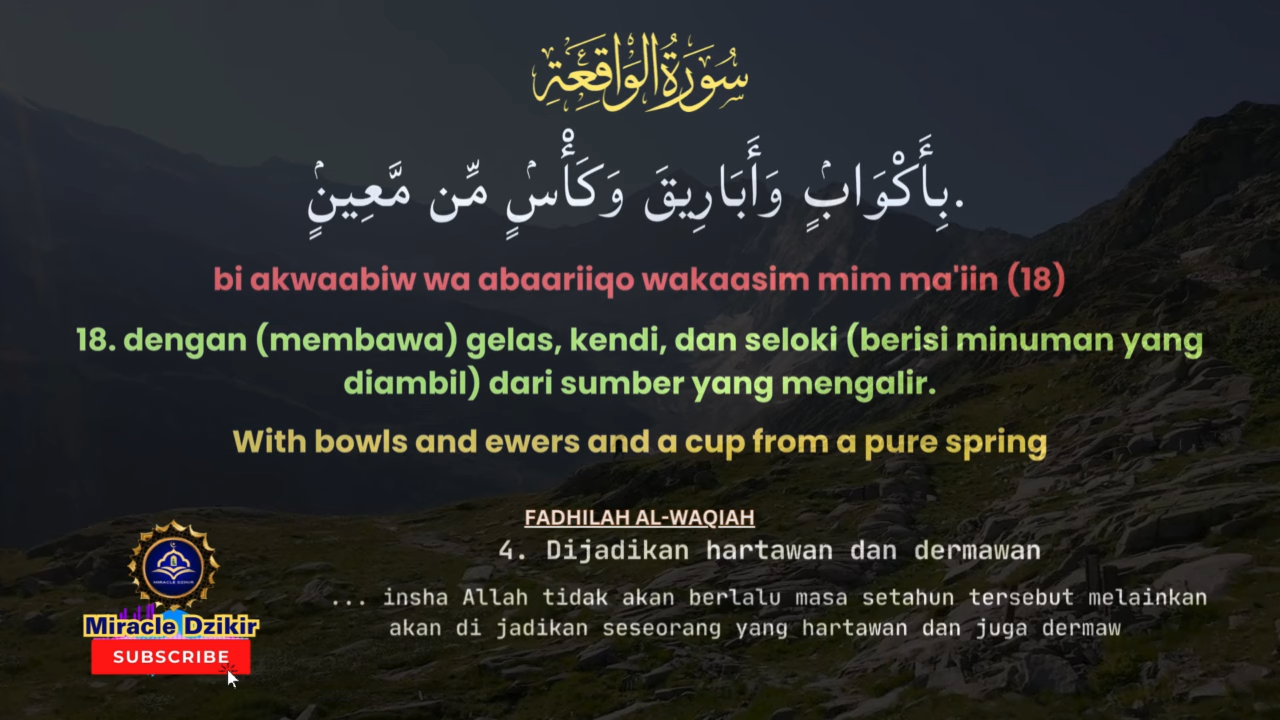 سُورَةُ الوَاقِعَةِ
بِأَكْوَابٍۢ وَأَبَارِيقَ وَكَأْسٍۢ مِّن مَّعِينٍۢ.
bi akwaabiw wa abaariiqo wakaasim mim ma'iin (18)
18. dengan (membawa) gelas, kendi, dan seloki (berisi minuman yang
diambil) dari sumber yang mengalir.
With bowls and ewers and a cup from a pure spring
FADHILAH AL-WAQIAH
4. Dijadikan hartawan dan dermawan
... insha Allah tidak akan berlalu masa setahun tersebut melainkan
akan di jadikan seseorang yang hartawan dan juga dermaw
MIRACLE DZIKIR
Miracle Dzikir
SUBSCRIBE